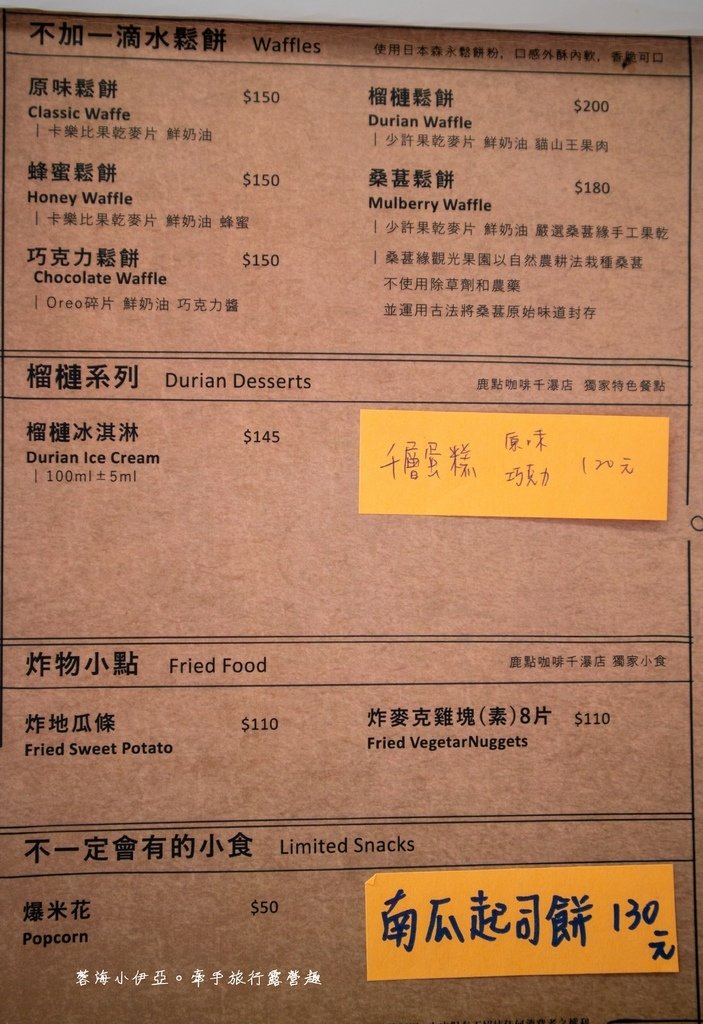 不加一滴水鬆餅 Waffles 使用日本森永鬆餅粉，口感外酥內軟，香脆可口
原味鬆餅 $150
Classic Waffe
| 卡樂比果乾麥片 鮮奶油
蜂蜜鬆餅 $150
Honey Waffle
| 卡樂比果乾麥片 鮮奶油 蜂蜜
巧克力鬆餅 $150
Chocolate Waffle
| Oreo碎片 鮮奶油 巧克力醬
榴槤鬆餅 $200
Durian Waffle
| 少許果乾麥片 鮮奶油 貓山王果肉
桑葚鬆餅 $180
Mulberry Waffle
| 少許果乾麥片 鮮奶油 嚴選桑葚緣手工果乾
| 桑葚緣觀光果園以自然農耕法栽種桑葚
不使用除草劑和農藥
並運用古法將桑葚原始味道封存
榴槤系列 Durian Desserts 鹿點咖啡千瀑店 獨家特色餐點
榴槤冰淇淋 $145
Durian Ice Cream
| 100ml±5ml
千層蛋糕 原味 巧克力 120元
炸物小點 Fried Food 鹿點咖啡千瀑店 獨家小食
炸地瓜條 $110
Fried Sweet Potato
炸麥克雞塊(素)8片 $110
Fried VegetarNuggets
不一定會有的小食 Limited Snacks
爆米花 $50
Popcorn
南瓜起司餅 130元
蓉海小伊亞。牽手旅行露營趣